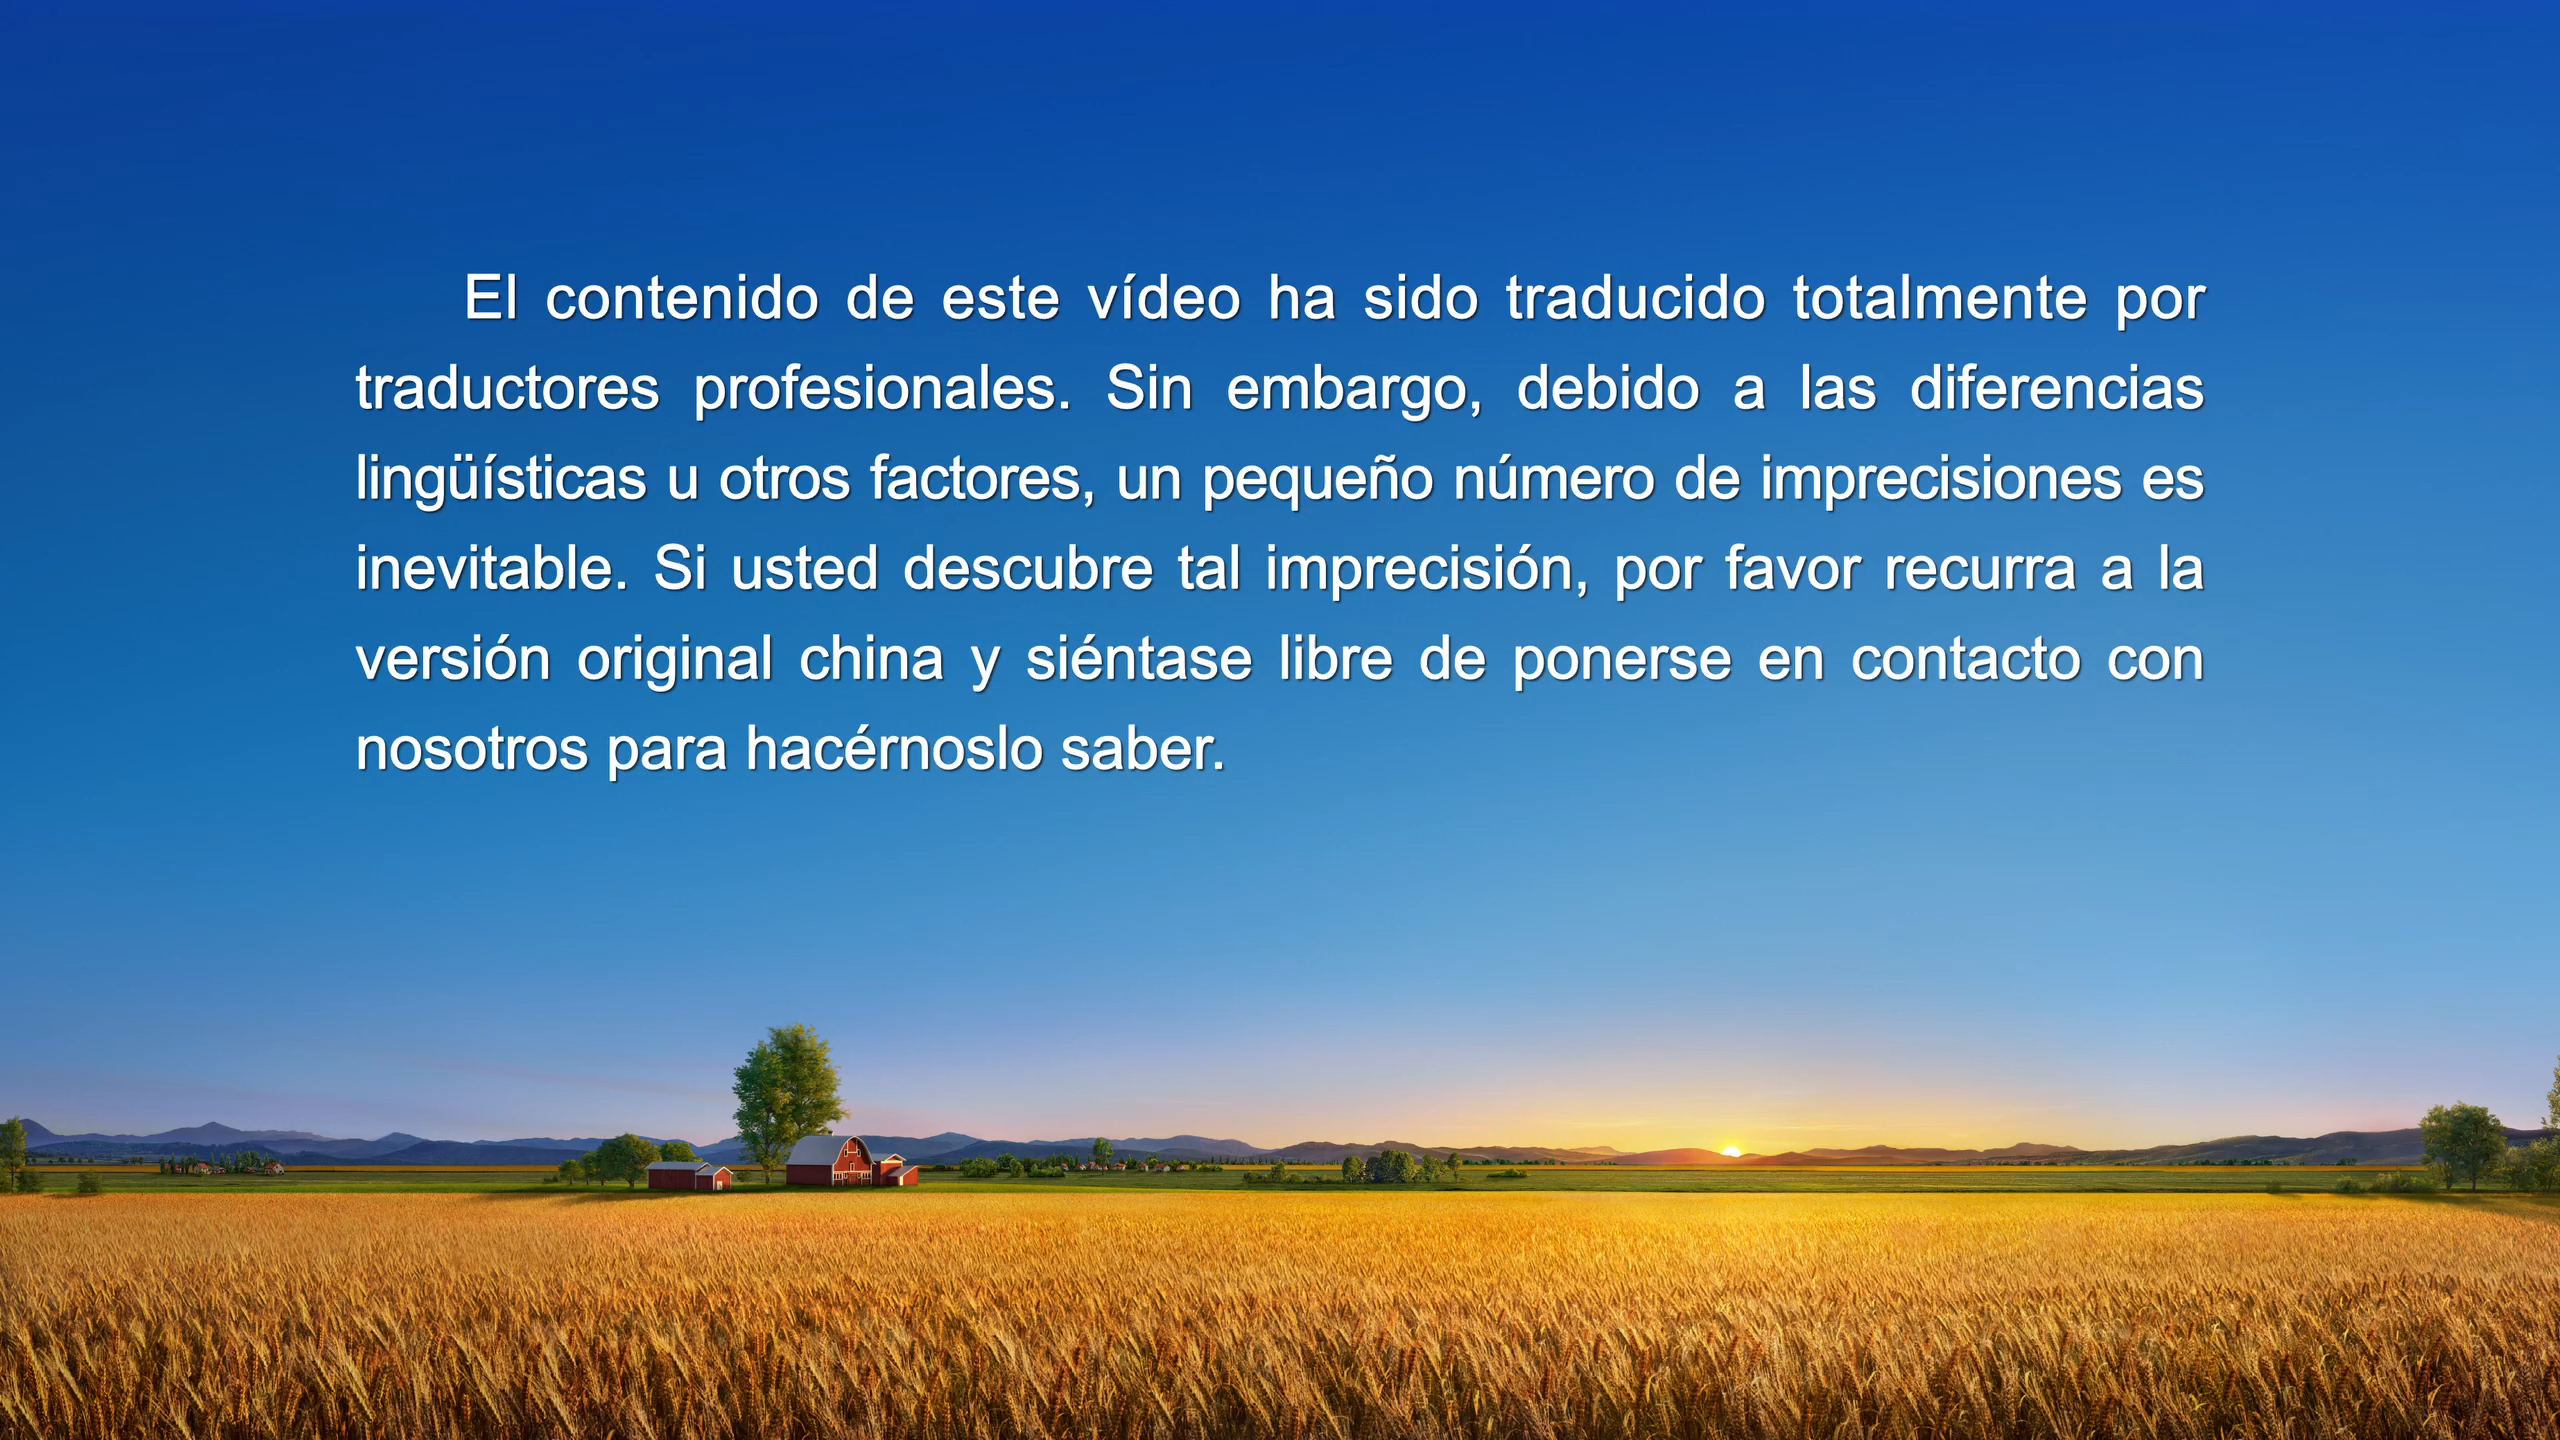 El contenido de este vídeo ha sido traducido totalmente por
traductores profesionales. Sin embargo, debido a las diferencias
lingüísticas u otros factores, un pequeño número de imprecisiones es
inevitable. Si usted descubre tal imprecisión, por favor recurra a la
versión original china y siéntase libre de ponerse en contacto con
nosotros para hacérnoslo saber.